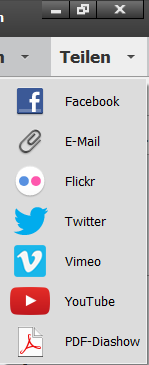 n
n
Teilen
Facebook
E-Mail
Flickr
Twitter
Vimeo
YouTube
PDF-Diashow